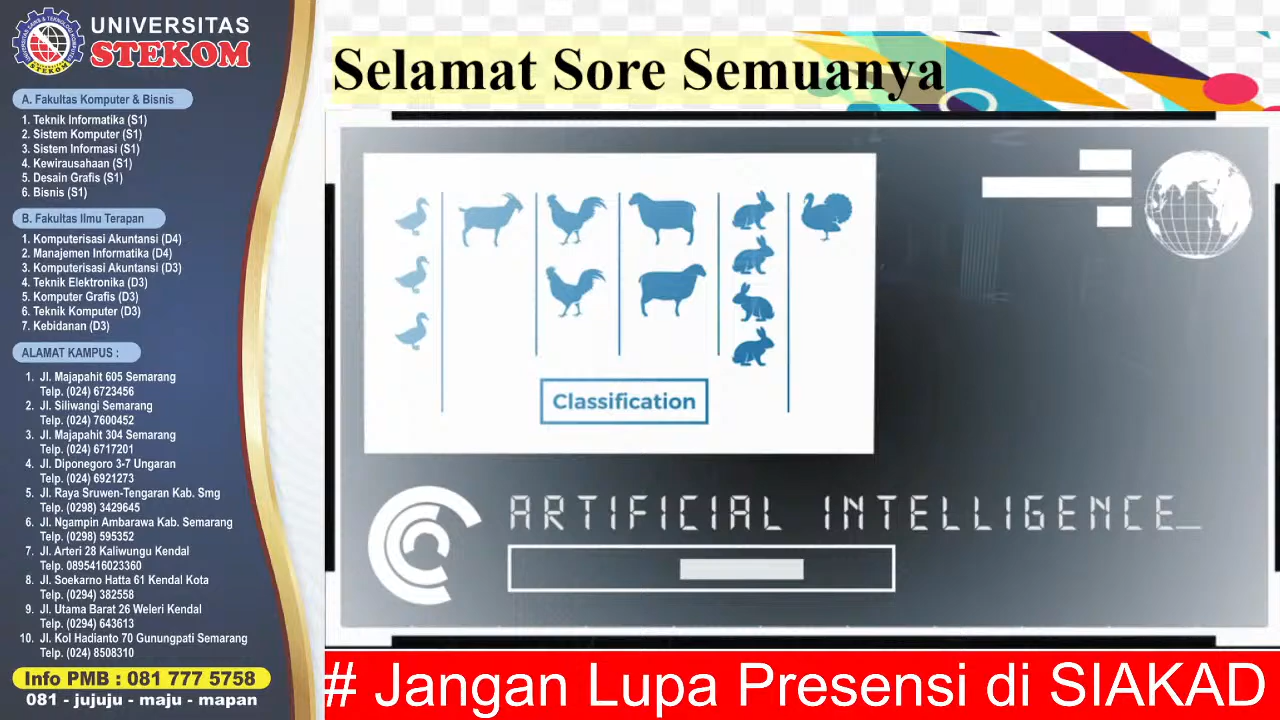 UNIVERSITAS
STEKOM
A. Fakultas Komputer & Bisnis
1. Teknik Informatika (S1)
2. Sistem Komputer (S1)
3. Sistem Informasi (S1)
4. Kewirausahaan (S1)
5. Desain Grafis (S1)
6. Bisnis (S1)
B. Fakultas Ilmu Terapan
1. Komputerisasi Akuntansi (D4)
2. Manajemen Informatika (D4)
3. Komputerisasi Akuntansi (D3)
4. Teknik Elektronika (D3)
5. Komputer Grafis (D3)
6. Teknik Komputer (D3)
7. Kebidanan (D3)
ALAMAT KAMPUS :
1. Jl. Majapahit 605 Semarang
Telp. (024) 6723456
2. Jl. Siliwangi Semarang
Telp. (024) 7600452
3. Jl. Majapahit 304 Semarang
Telp. (024) 6717201
4. Jl. Diponegoro 3-7 Ungaran
Telp. (024) 6921273
5. Jl. Raya Sruwen-Tengaran Kab. Smg
Telp. (0298) 3429645
6. Jl. Ngampin Ambarawa Kab. Semarang
Telp. (0298) 595352
7. Jl. Arteri 28 Kaliwungu Kendal
Telp. 0895416023360
8. Jl. Soekarno Hatta 61 Kendal Kota
Telp. (0294) 382558
9. Jl. Utama Barat 26 Weleri Kendal
Telp. (0294) 643613
10. Jl. Kol Hadianto 70 Gunungpati Semarang
Telp. (024) 8508310
Info PMB : 081 777 5758
081 - jujuju - maju - mapan
Selamat Sore Semuanya
Classification
ARTIFICIAL INTELLIGENCE_
# Jangan Lupa Presensi di SIAKAD